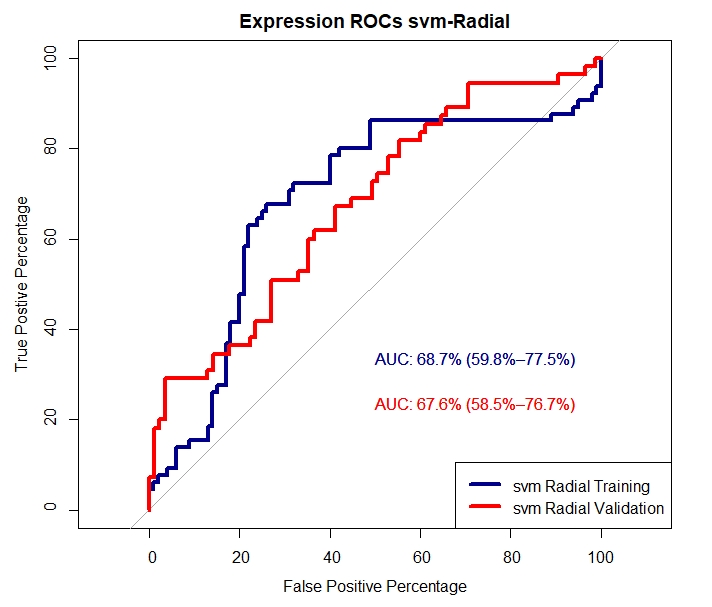 Expression ROCs svm-Radial
True Postive Percentage
100
80
60
40
20
0
AUC: 68.7% (59.8%–77.5%)
AUC: 67.6% (58.5%–76.7%)
svm Radial Training
svm Radial Validation
0 20 40 60 80 100
False Positive Percentage